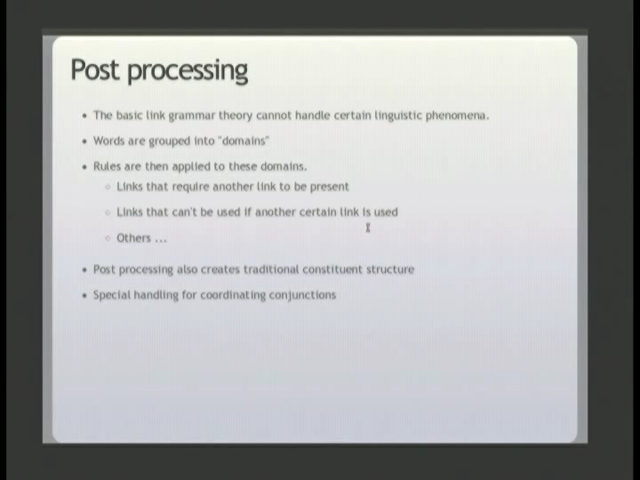 Post processing
• The basic link grammar theory cannot handle certain linguistic phenomena.
• Words are grouped into "domains"
• Rules are then applied to these domains.
○ Links that require another link to be present
○ Links that can't be used if another certain link is used
○ Others ...
• Post processing also creates traditional constituent structure
• Special handling for coordinating conjunctions